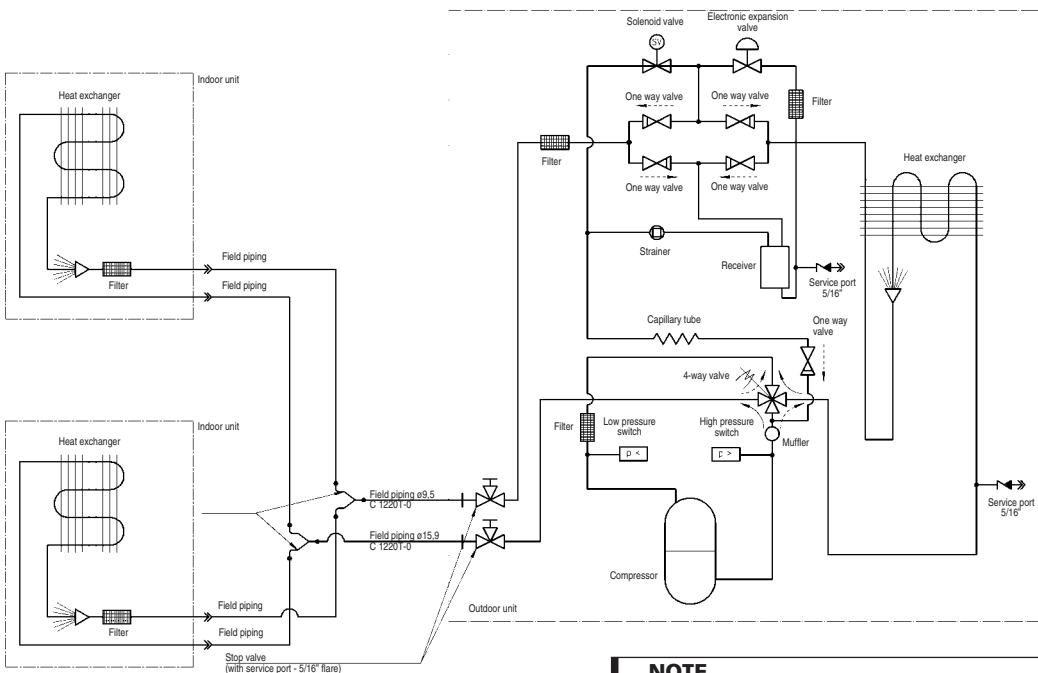 Solenoid valve
Electronic expansion
valve
SV
Indoor unit
Heat exchanger
One way valve
One way valve
Filter
Filter
Heat exchanger
One way valve
One way valve
Strainer
Receiver
Field piping
Filter
Field piping
Service port
5/16"
Capillary tube
One way
valve
4-way valve
Indoor unit
Heat exchanger
Filter
Low pressure
switch
High pressure
switch
Muffler
p <
p >
Field piping ø9,5
C 1220T-0
Service port
5/16"
Field piping ø15,9
C 1220T-0
Compressor
Field piping
Outdoor unit
Filter
Field piping
Stop valve
(with service port - 5/16" flare)
NOTE